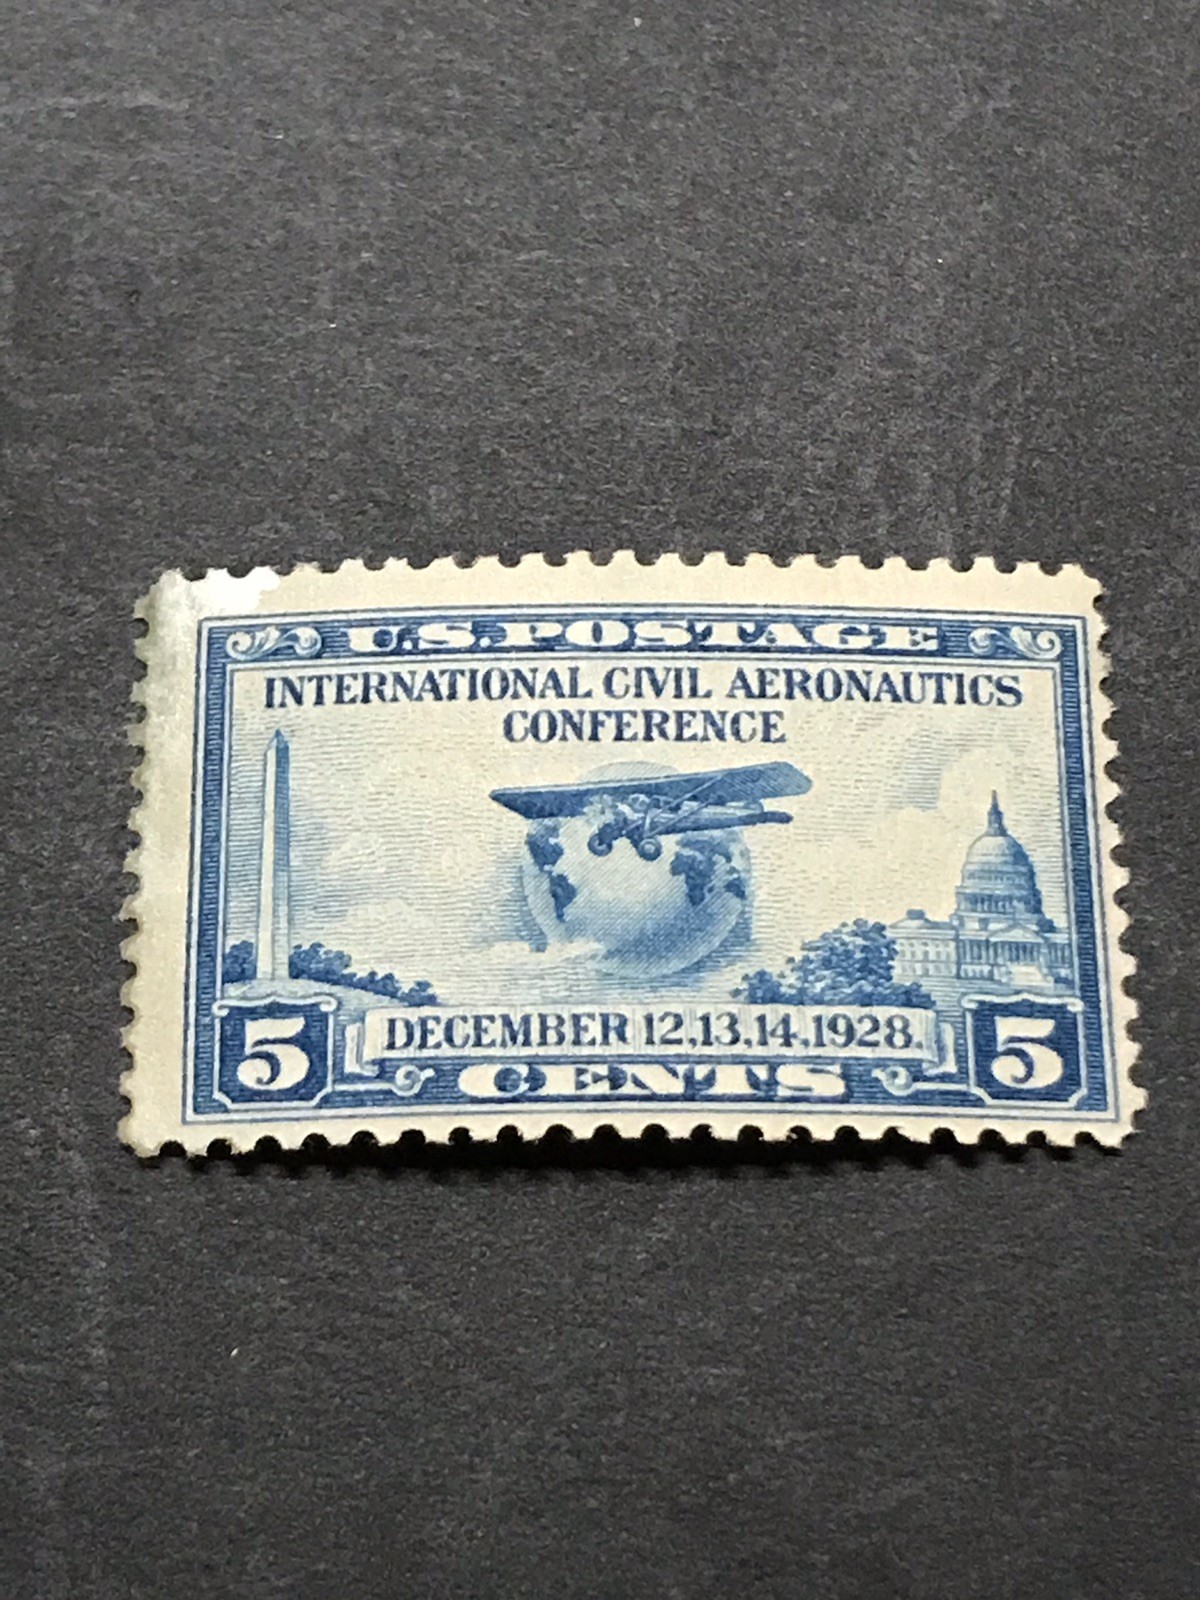 U.S. POSTAGE
INTERNATIONAL CIVIL AERONAUTICS
CONFERENCE
5 DECEMBER 12,13,14,1928. 5
CENTS